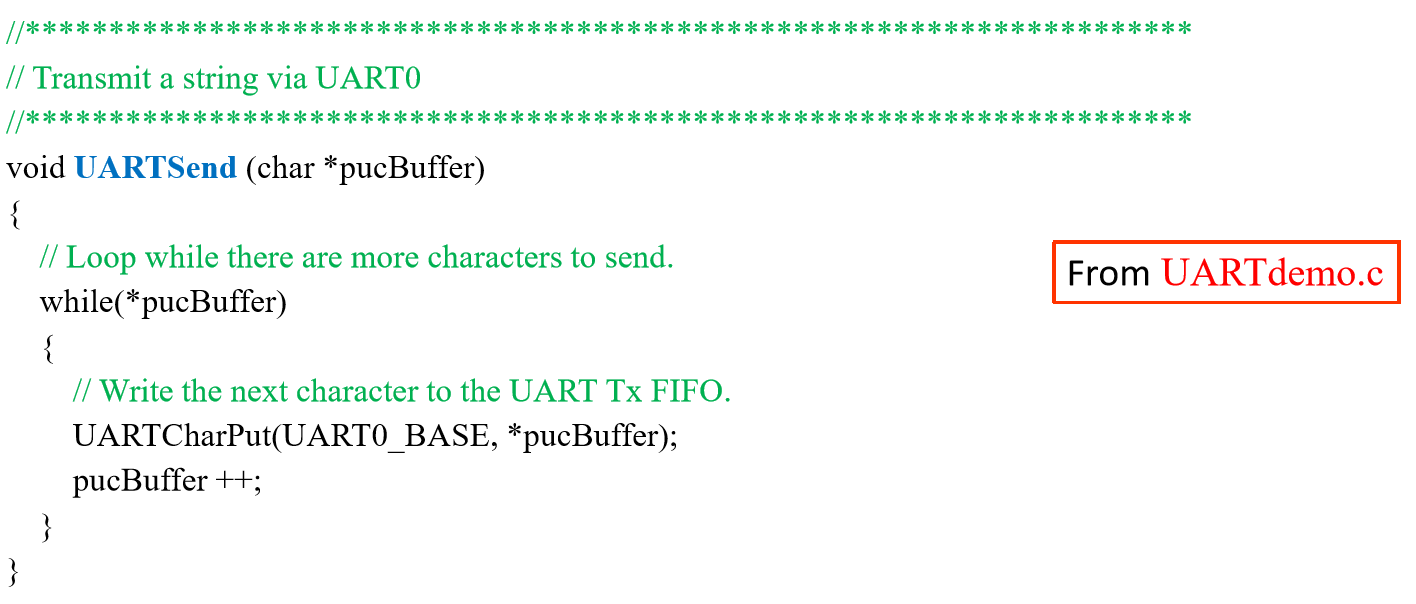 //**********************************************************************
// Transmit a string via UART0
//**********************************************************************
void UARTSend (char *pucBuffer)
{
// Loop while there are more characters to send.
From UARTdemo.c
while(*pucBuffer)
{
// Write the next character to the UART Tx FIFO.
UARTCharPut(UART0_BASE, *pucBuffer);
pucBuffer ++;
}
}